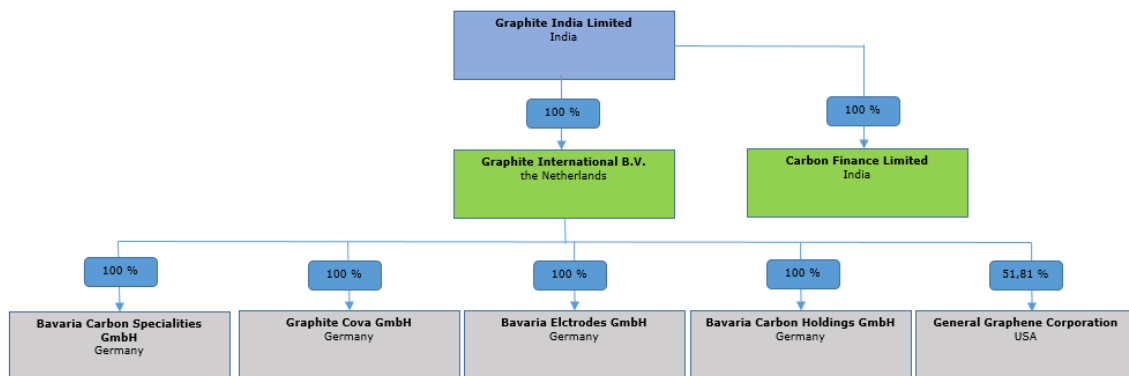 Graphite India Limited
India
100 %
100 %
Graphite International B.V.
the Netherlands
Carbon Finance Limited
India
100 %
100 %
100 %
100 %
51,81 %
Bavaria Carbon Specialities
GmbH
Germany
Graphite Cova GmbH
Germany
Bavaria Elctrodes GmbH
Germany
Bavaria Carbon Holdings GmbH
Germany
General Graphene Corporation
USA